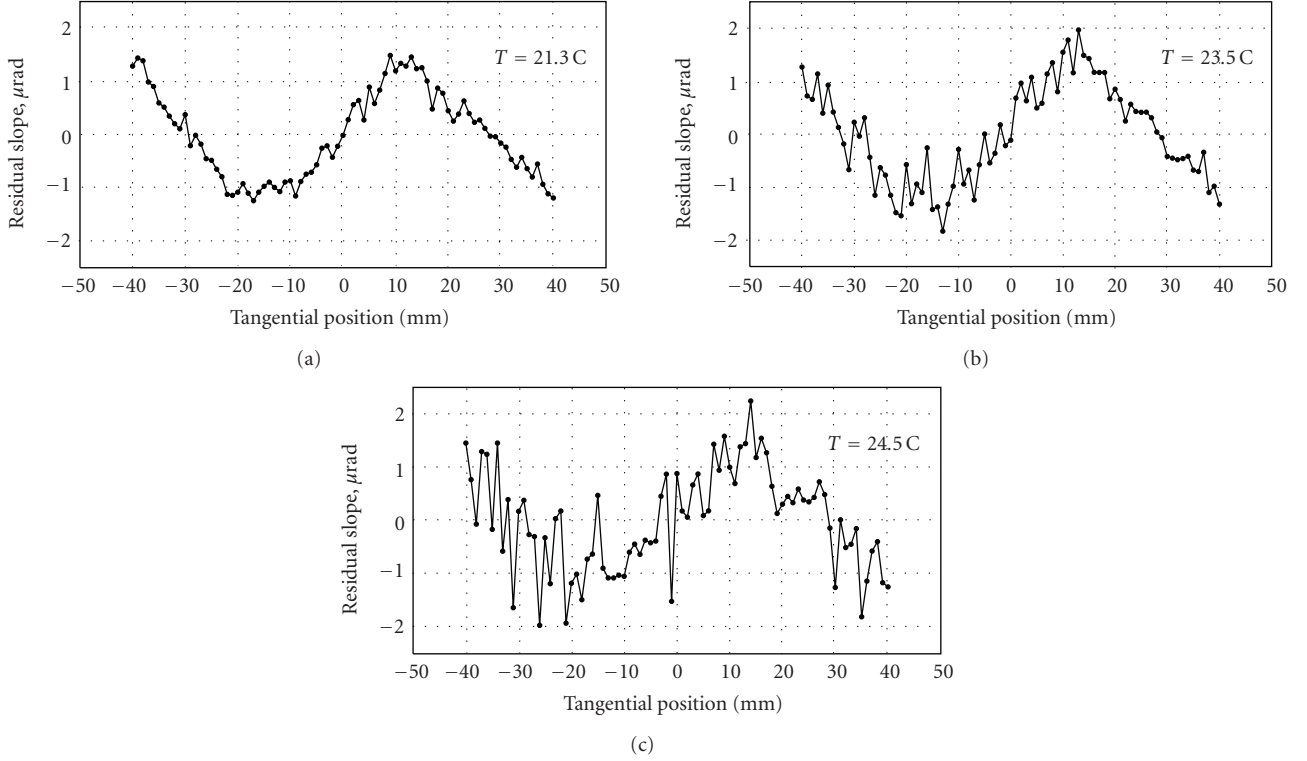 Residual slope, μrad
2
1
0
−1
−2
T = 21.3 C
−50 −40 −30 −20 −10 0 10 20 30 40 50
Tangential position (mm)
(a)
Residual slope, μrad
2
1
0
−1
−2
T = 23.5 C
−50 −40 −30 −20 −10 0 10 20 30 40 50
Tangential position (mm)
(b)
Residual slope, μrad
2
1
0
−1
−2
T = 24.5 C
−50 −40 −30 −20 −10 0 10 20 30 40 50
Tangential position (mm)
(c)